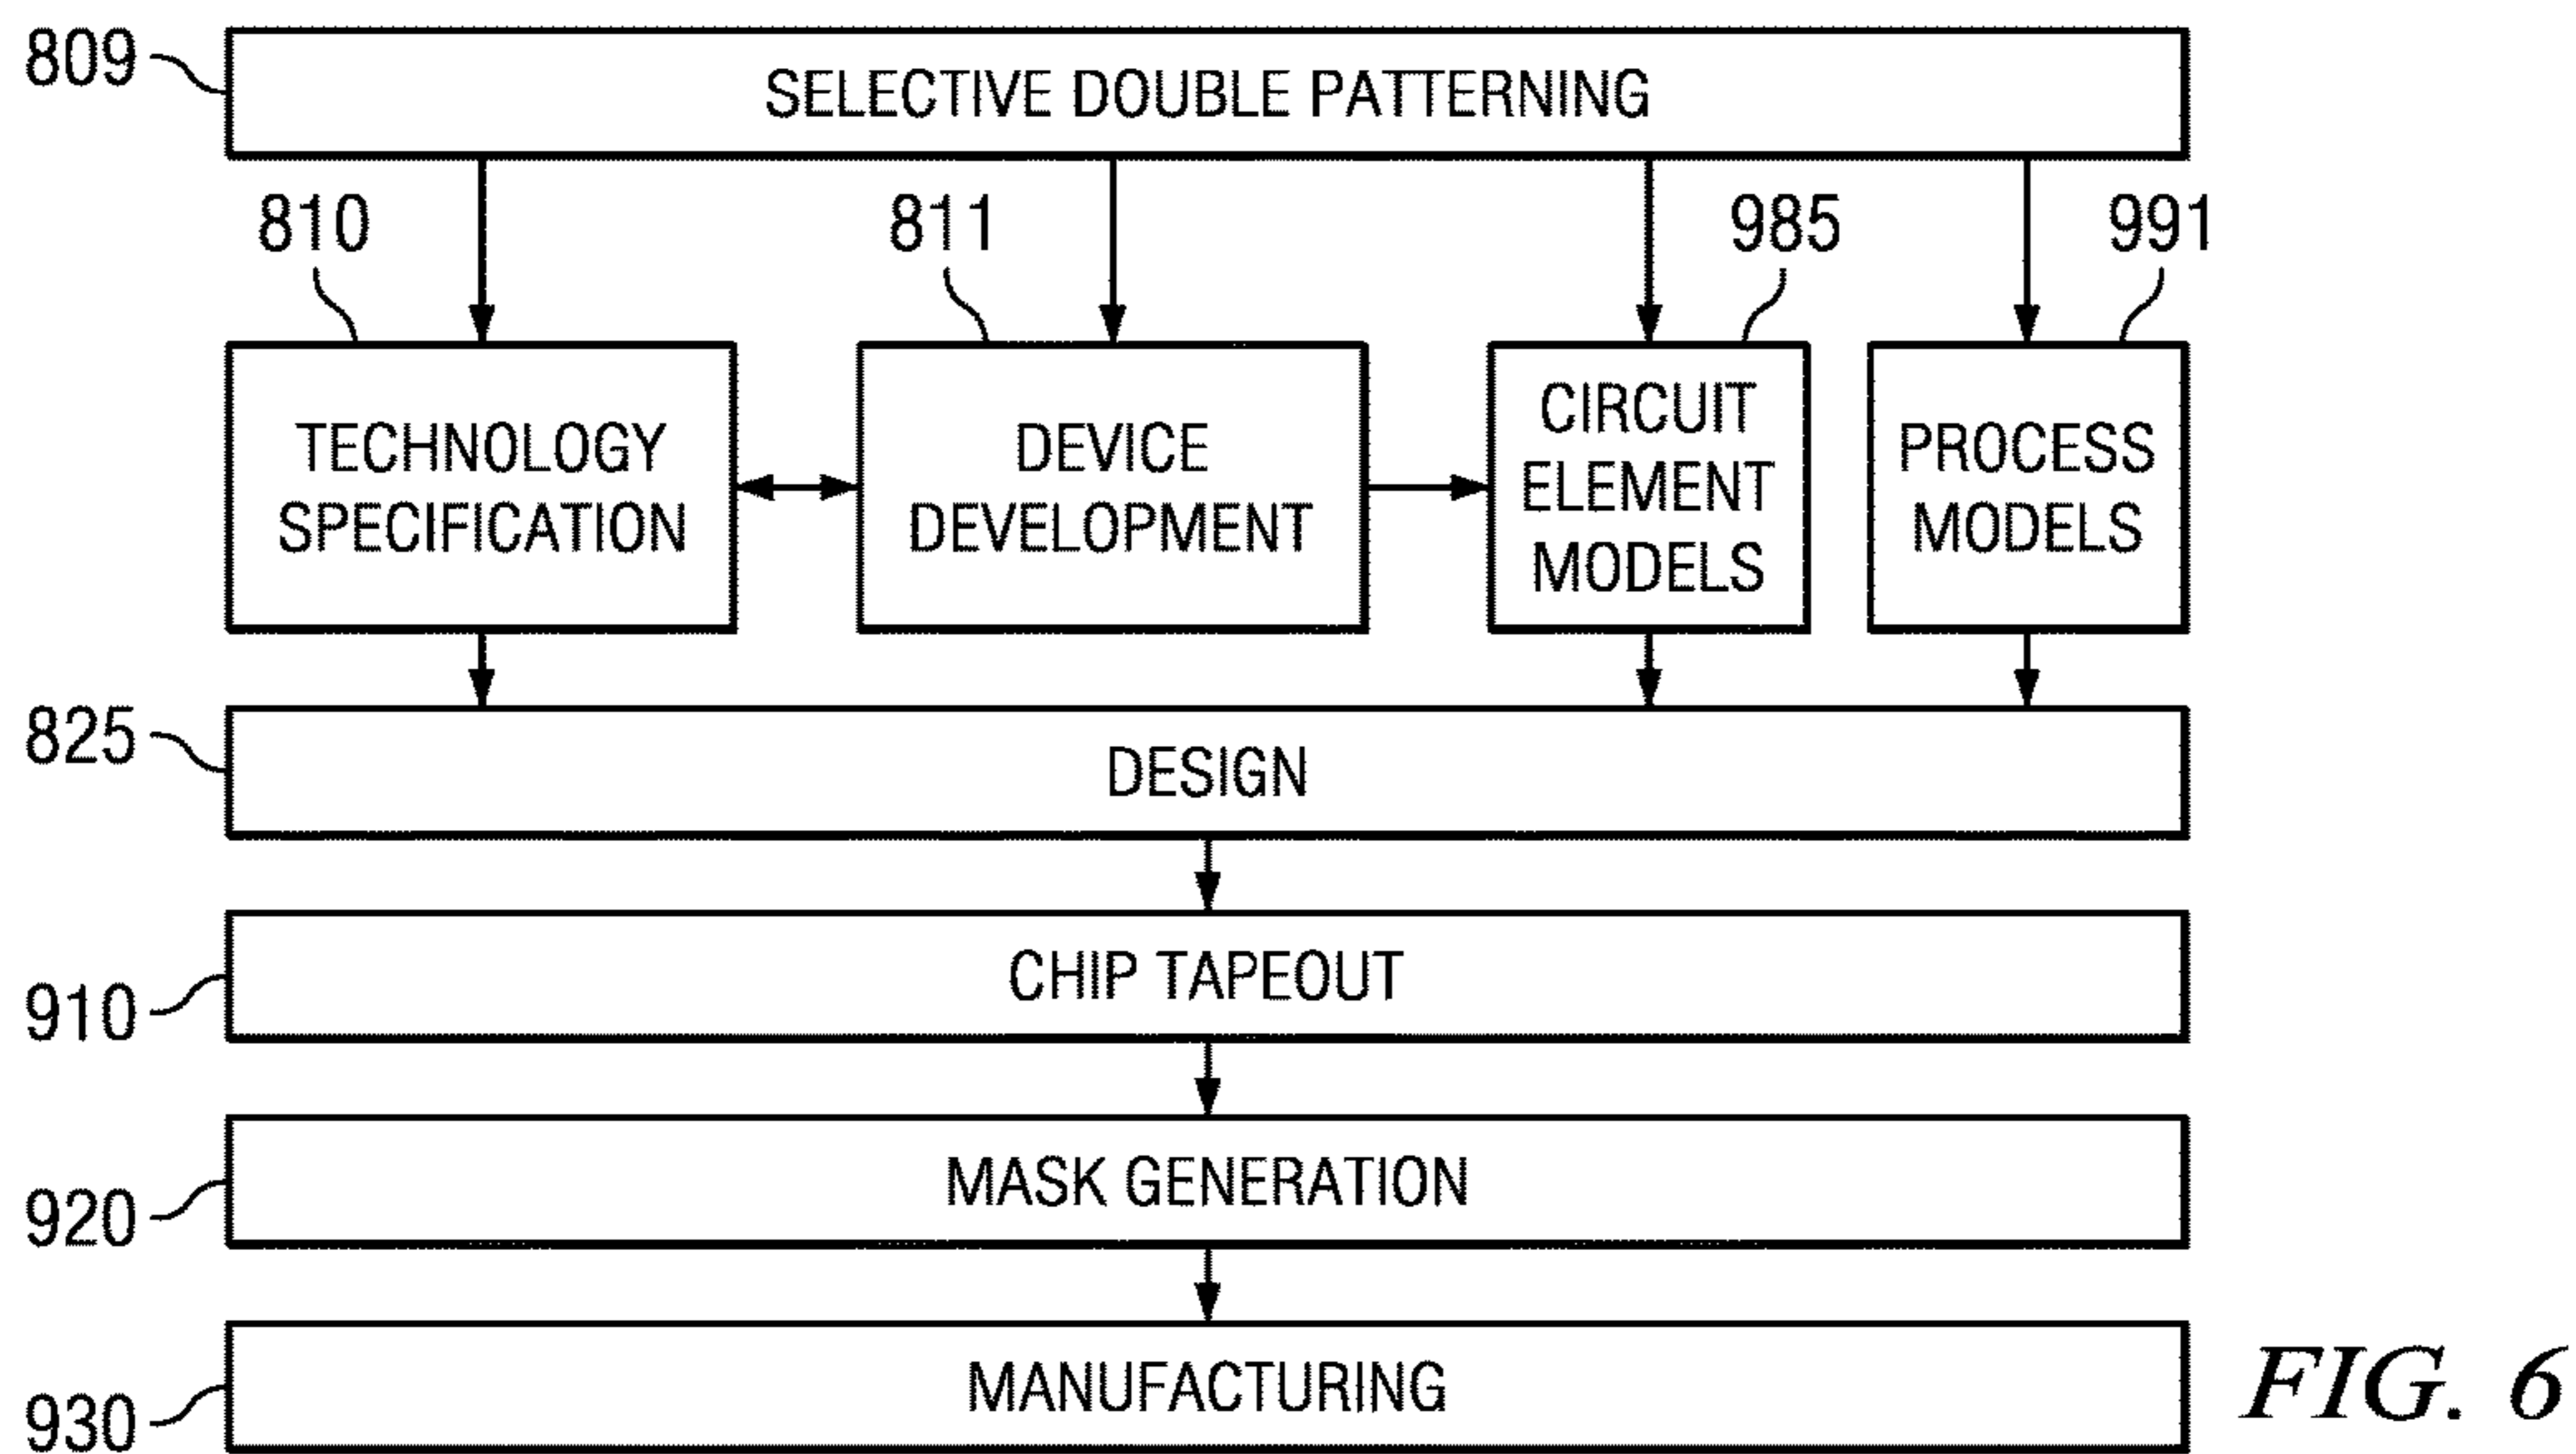 809
SELECTIVE DOUBLE PATTERNING
810
811
985
991
TECHNOLOGY
SPECIFICATION
DEVICE
DEVELOPMENT
CIRCUIT
ELEMENT
MODELS
PROCESS
MODELS
825
DESIGN
910
CHIP TAPEOUT
920
MASK GENERATION
930
MANUFACTURING
FIG. 6